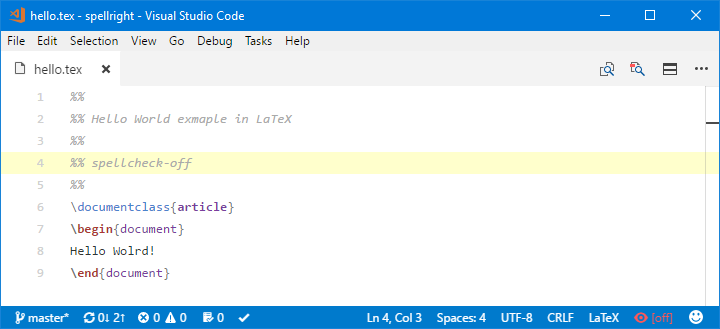 hello.tex - spellright - Visual Studio Code
File Edit Selection View Go Debug Tasks Help
hello.tex
1 %%
2 %% Hello World exmaple in LaTeX
3 %%
4 %% spellcheck-off
5 %%
6 \documentclass{article}
7 \begin{document}
8 Hello Wolrd!
9 \end{document}
master* 0↓ 2↑ 0 0 0 Ln 4, Col 3 Spaces: 4 UTF-8 CRLF LaTeX [off]